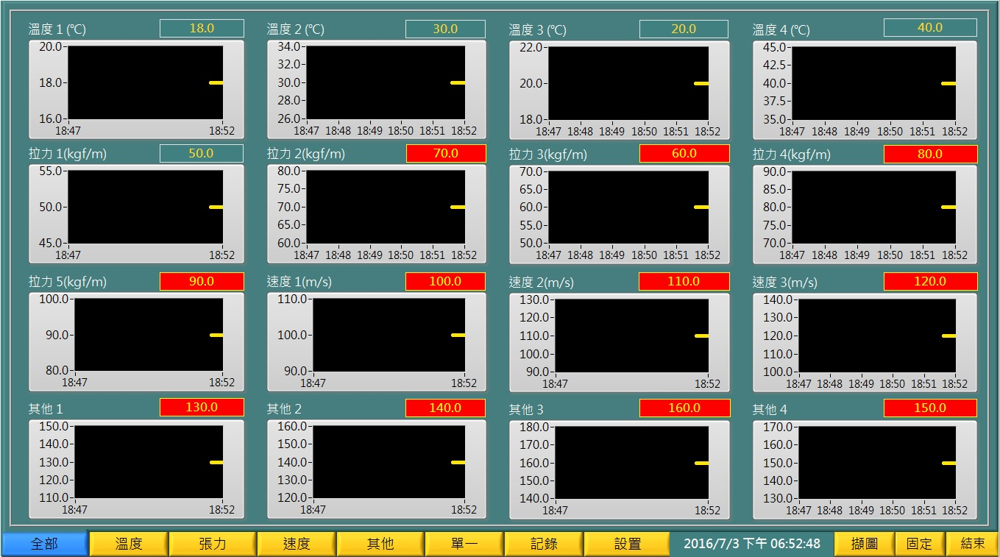 溫度 1 (℃) 18.0 溫度 2 (℃) 30.0 溫度 3 (℃) 20.0 溫度 4 (℃) 40.0
20.0 34.0 22.0 45.0
32.0 42.5
18.0 30.0 20.0 40.0
28.0 37.5
16.0 26.0 18.0 35.0
18:47 18:52 18:47 18:48 18:49 18:50 18:51 18:52 18:47 18:48 18:49 18:50 18:51 18:52 18:47 18:48 18:49 18:50 18:51 18:52
拉力 1(kgf/m) 50.0 拉力 2(kgf/m) 70.0 拉力 3(kgf/m) 60.0 拉力 4(kgf/m) 80.0
55.0 80.0 70.0 90.0
75.0 65.0 85.0
50.0 70.0 60.0 80.0
65.0 55.0 75.0
45.0 60.0 50.0 70.0
18:47 18:52 18:47 18:48 18:49 18:50 18:51 18:52 18:47 18:48 18:49 18:50 18:51 18:52 18:47 18:48 18:49 18:50 18:51 18:52
拉力 5(kgf/m) 90.0 速度 1(m/s) 100.0 速度 2(m/s) 110.0 速度 3(m/s) 120.0
100.0 110.0 130.0 140.0
120.0 130.0
90.0 100.0 110.0 120.0
100.0 110.0
80.0 90.0 90.0 100.0
18:47 18:52 18:47 18:52 18:47 18:52 18:47 18:48 18:49 18:50 18:51 18:52
其他 1 130.0 其他 2 140.0 其他 3 160.0 其他 4 150.0
150.0 160.0 180.0 170.0
140.0 150.0 170.0 160.0
130.0 140.0 160.0 150.0
120.0 130.0 150.0 140.0
110.0 120.0 140.0 130.0
18:47 18:52 18:47 18:52 18:47 18:52 18:47 18:48 18:49 18:50 18:51 18:52
全部 溫度 張力 速度 其他 單一 記錄 設置 2016/7/3 下午 06:52:48 擷圖 固定 結束